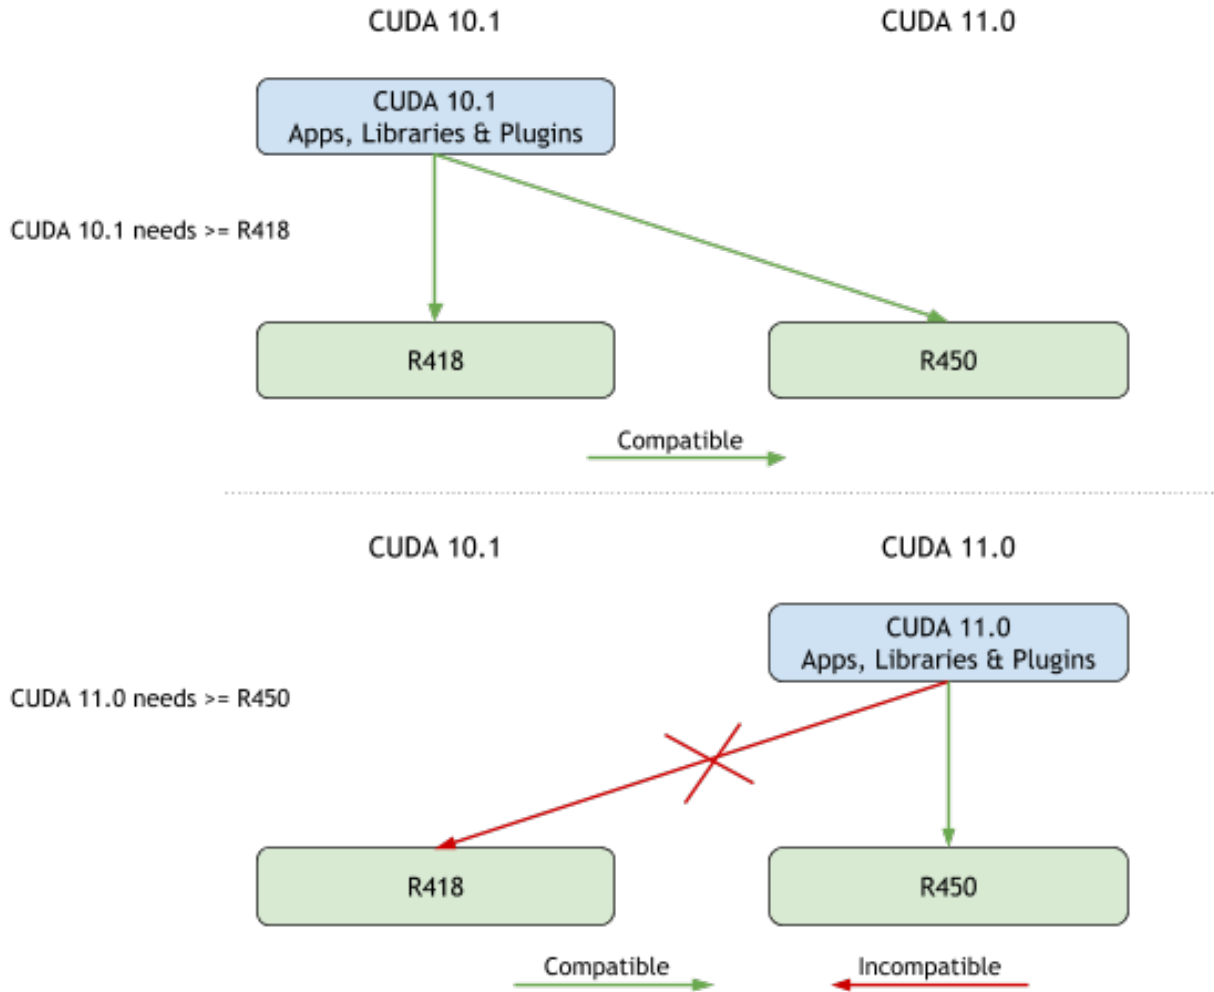 CUDA 10.1
CUDA 11.0
CUDA 10.1
Apps, Libraries & Plugins
CUDA 10.1 needs >= R418
R418
R450
Compatible
CUDA 10.1
CUDA 11.0
CUDA 11.0
Apps, Libraries & Plugins
CUDA 11.0 needs >= R450
R418
R450
Compatible
Incompatible